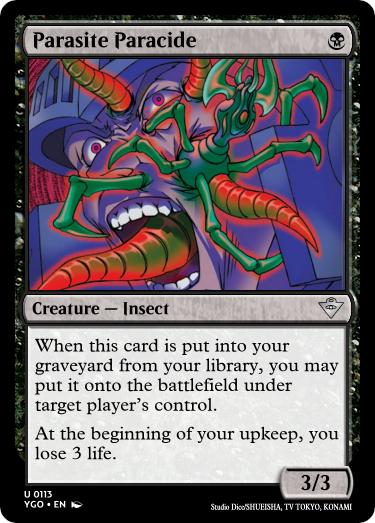 Parasite Paracide
Creature — Insect
When this card is put into your
graveyard from your library, you may
put it onto the battlefield under
target player's control.
At the beginning of your upkeep, you
lose 3 life.
3/3
U 0113
YGO • EN
Studio Dice/SHUEISHA, TV TOKYO, KONAMI